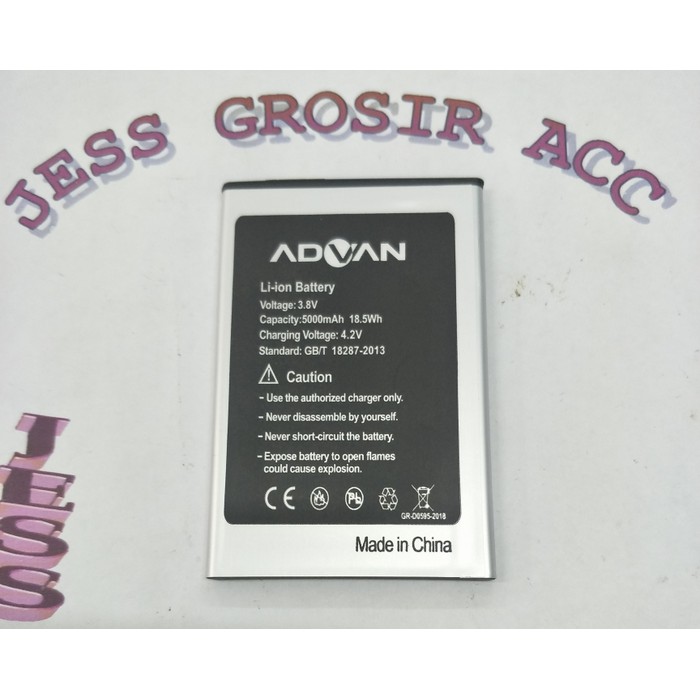 JESS GROSIR ACC
JESS
ADVAN
Li-ion Battery
Voltage: 3.8V
Capacity:5000mAh 18.5Wh
Charging Voltage: 4.2V
Standard: GB/T 18287-2013
Caution
- Use the authorized charger only.
- Never disassemble by yourself.
- Never short-circuit the battery.
- Expose battery to open flames
could cause explosion.
CE
Pb
GR-D0595-2018
Made in China